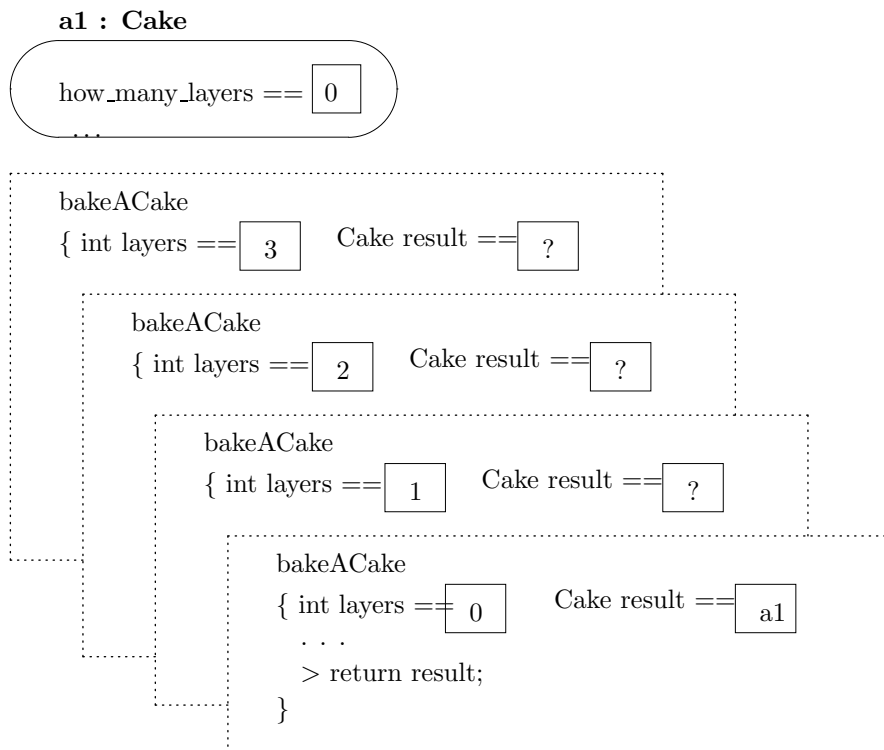 a1 : Cake
how_many_layers == 0
...
bakeACake
{ int layers == 3 Cake result == ?
bakeACake
{ int layers == 2 Cake result == ?
bakeACake
{ int layers == 1 Cake result == ?
bakeACake
{ int layers == 0 Cake result == a1
. . .
> return result;
}